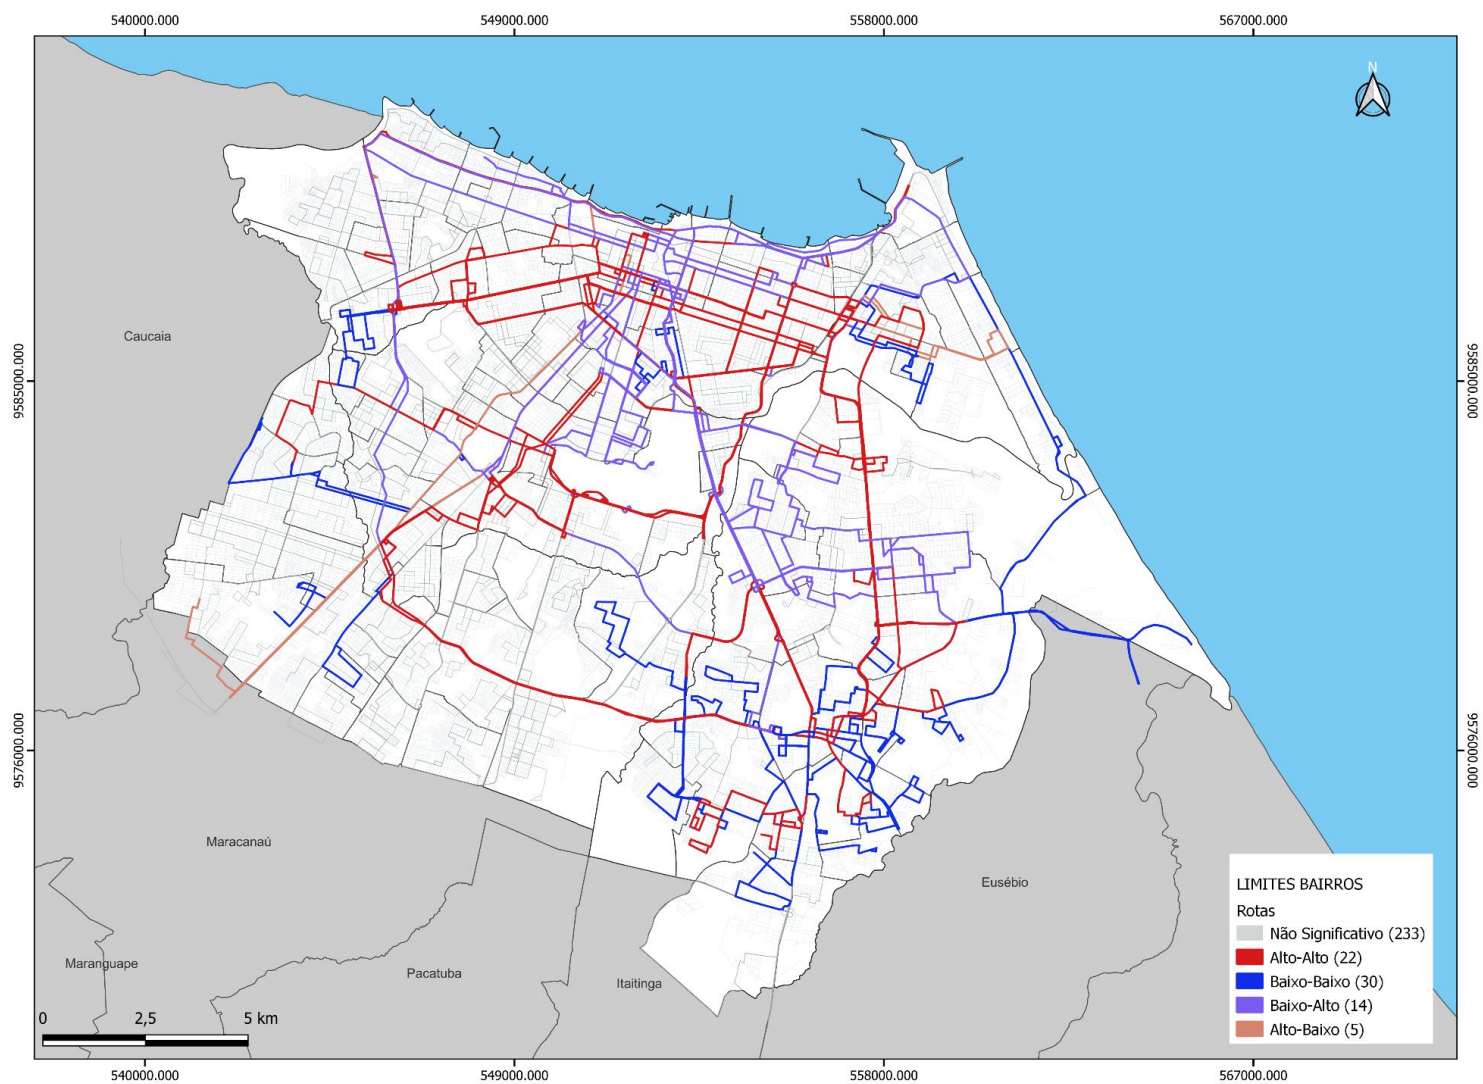 540000.000 549000.000 558000.000 567000.000
N
Caucaia
9585000.000
9585000.000
9576000.000
9576000.000
Maracanaú
Eusébio
Maranguape
Pacatuba
Itaitinga
LIMITES BAIRROS
Rotas
Não Significativo (233)
Alto-Alto (22)
Baixo-Baixo (30)
Baixo-Alto (14)
Alto-Baixo (5)
0 2,5 5 km
540000.000 549000.000 558000.000 567000.000